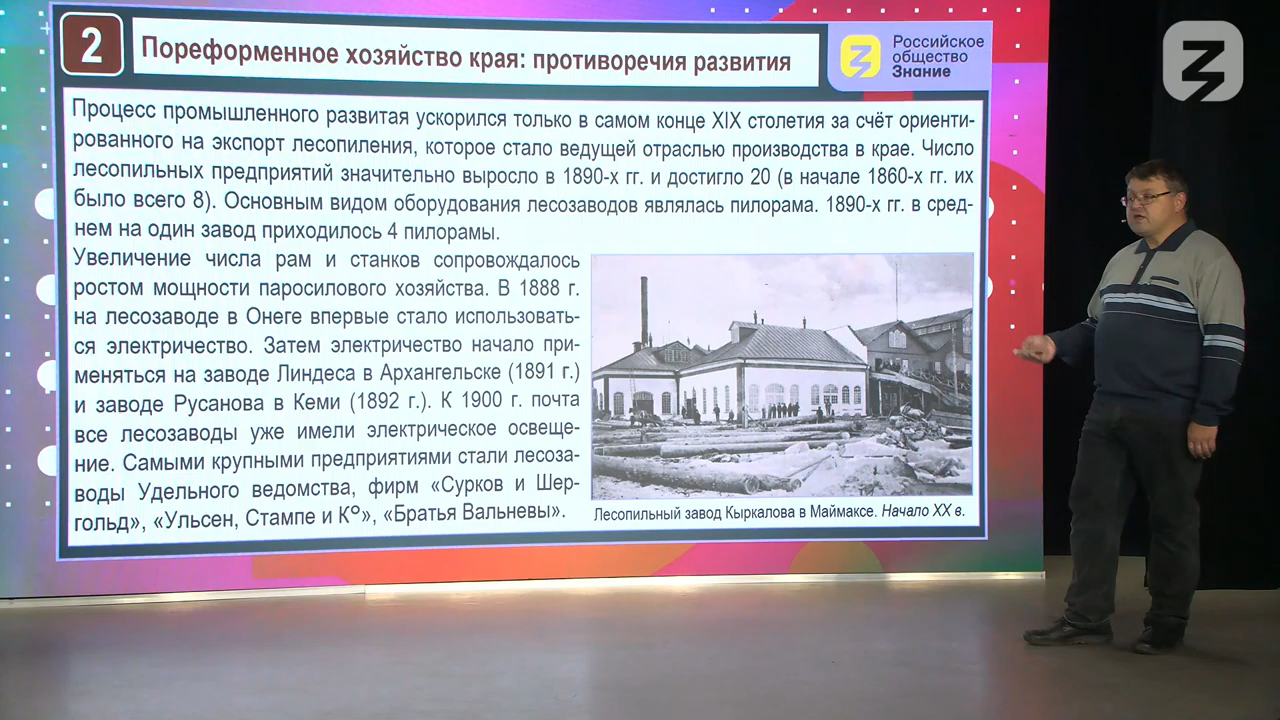 2
Пореформенное хозяйство края: противоречия развития
Российское
общество
Знание
Процесс промышленного развитая ускорился только в самом конце XIX столетия за счёт ориенти-
рованного на экспорт лесопиления, которое стало ведущей отраслью производства в крае. Число
лесопильных предприятий значительно выросло в 1890-х гг. и достигло 20 (в начале 1860-х гг. их
было всего 8). Основным видом оборудования лесозаводов являлась пилорама. 1890-х гг. в сред-
нем на один завод приходилось 4 пилорамы.
Увеличение числа рам и станков сопровождалось
ростом мощности паросилового хозяйства. В 1888 г.
на лесозаводе в Онеге впервые стало использовать-
ся электричество. Затем электричество начало при-
меняться на заводе Линдеса в Архангельске (1891 г.)
и заводе Русанова в Кеми (1892 г.). К 1900 г. почта
все лесозаводы уже имели электрическое освеще-
ние. Самыми крупными предприятиями стали лесоза-
воды Удельного ведомства, фирм «Сурков и Шер-
гольд», «Ульсен, Стампе и К°», «Братья Вальневы».
Лесопильный завод Кыркалова в Маймаксе. Начало XX в.